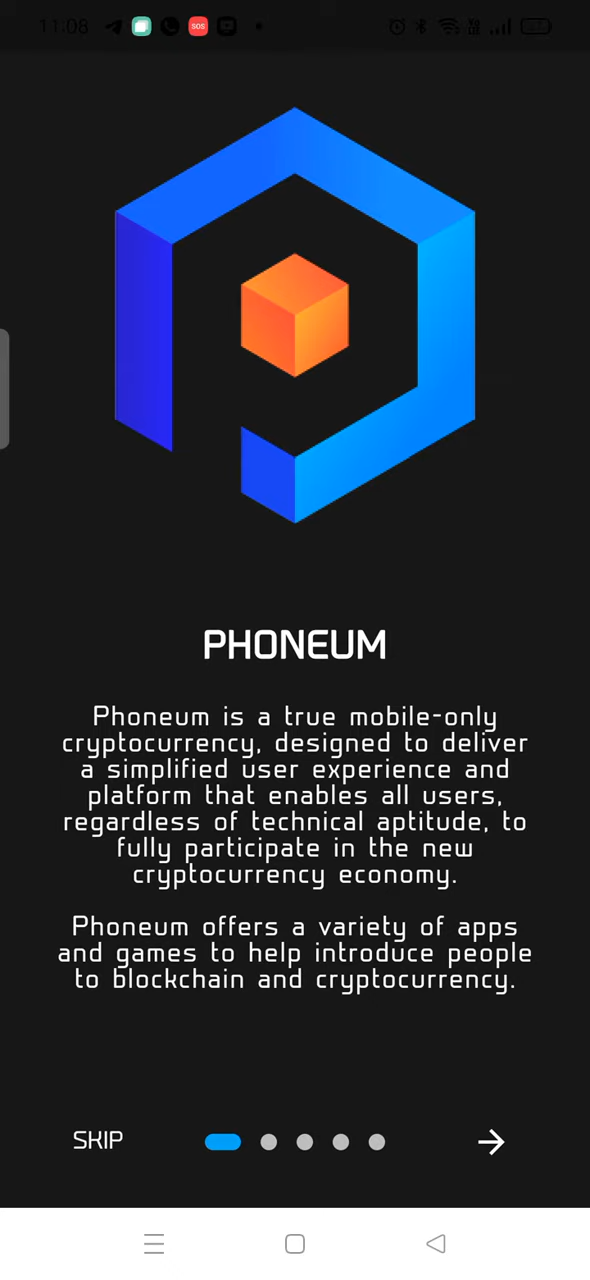 11:08
SOS
PHONEUM
Phoneum is a true mobile-only
cryptocurrency, designed to deliver
a simplified user experience and
platform that enables all users,
regardless of technical aptitude, to
fully participate in the new
cryptocurrency economy.
Phoneum offers a variety of apps
and games to help introduce people
to blockchain and cryptocurrency.
SKIP